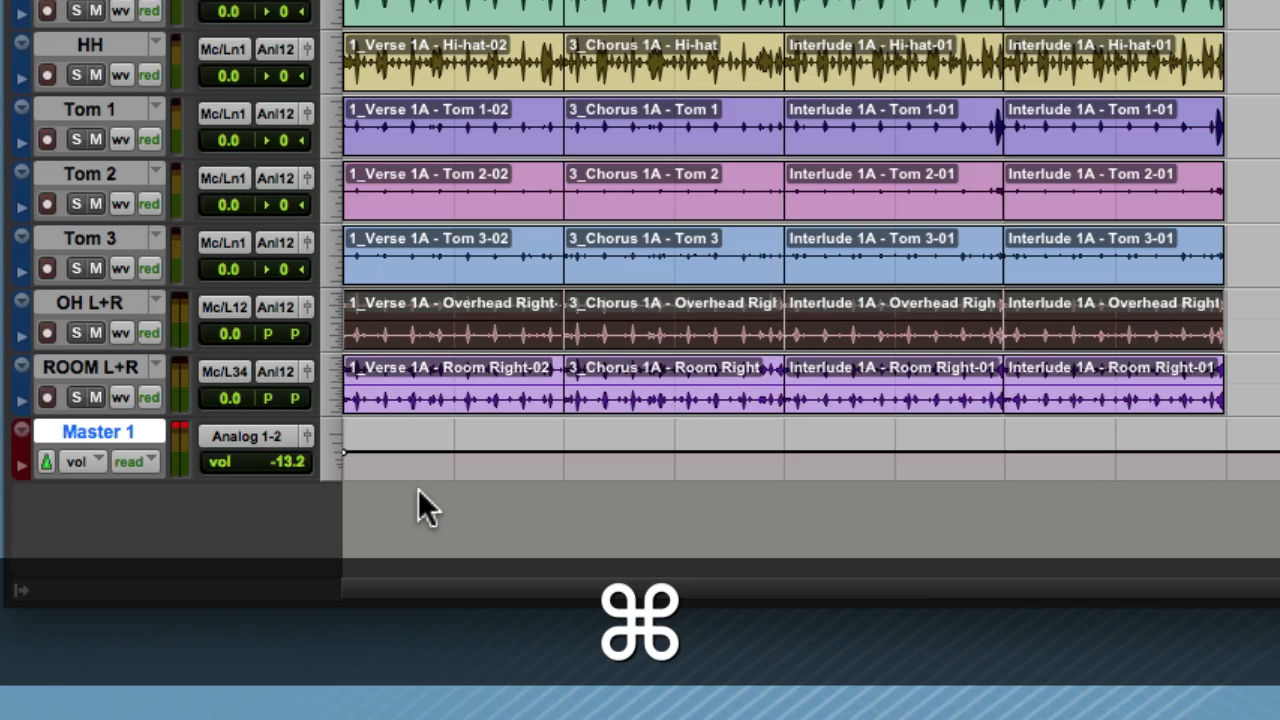 S M wv red
0.0 0
HH
Mc/Ln1 Anl12
S M wv red
0.0 0
1_Verse 1A - Hi-hat-02 3_Chorus 1A - Hi-hat Interlude 1A - Hi-hat-01 Interlude 1A - Hi-hat-01
Tom 1
Mc/Ln1 Anl12
S M wv red
0.0 0
1_Verse 1A - Tom 1-02 3_Chorus 1A - Tom 1 Interlude 1A - Tom 1-01 Interlude 1A - Tom 1-01
Tom 2
Mc/Ln1 Anl12
S M wv red
0.0 0
1_Verse 1A - Tom 2-02 3_Chorus 1A - Tom 2 Interlude 1A - Tom 2-01 Interlude 1A - Tom 2-01
Tom 3
Mc/Ln1 Anl12
S M wv red
0.0 0
1_Verse 1A - Tom 3-02 3_Chorus 1A - Tom 3 Interlude 1A - Tom 3-01 Interlude 1A - Tom 3-01
OH L+R
Mc/L12 Anl12
S M wv red
0.0 P P
1_Verse 1A - Overhead Right 3_Chorus 1A - Overhead Righ Interlude 1A - Overhead Righ Interlude 1A - Overhead Right
ROOM L+R
Mc/L34 Anl12
S M wv red
0.0 P P
1_Verse 1A - Room Right-02 3_Chorus 1A - Room Right Interlude 1A - Room Right-01 Interlude 1A - Room Right-01
Master 1
Analog 1-2
vol read
vol -13.2